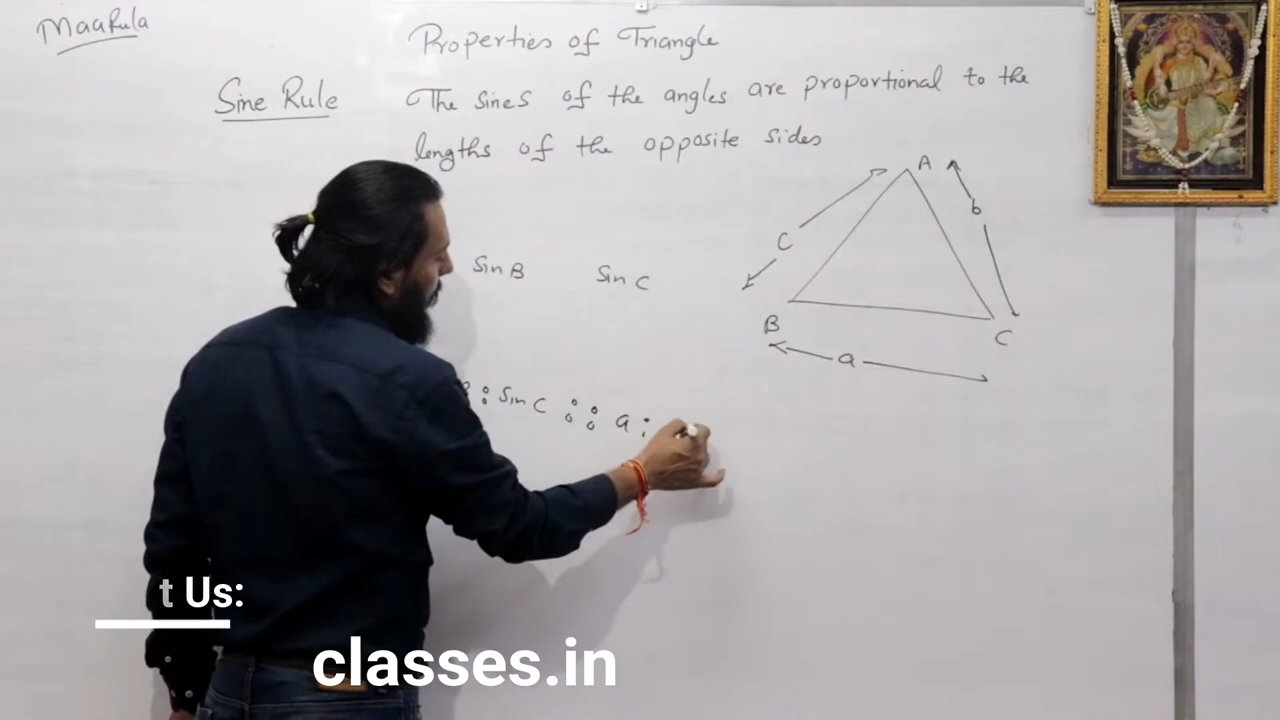 MaaRula
Properties of Triangle
Sine Rule The sines of the angles are proportional to the
lengths of the opposite sides
A
b
C
Sin B Sin C
B
C
a
: Sin C :: a :
t Us:
classes.in